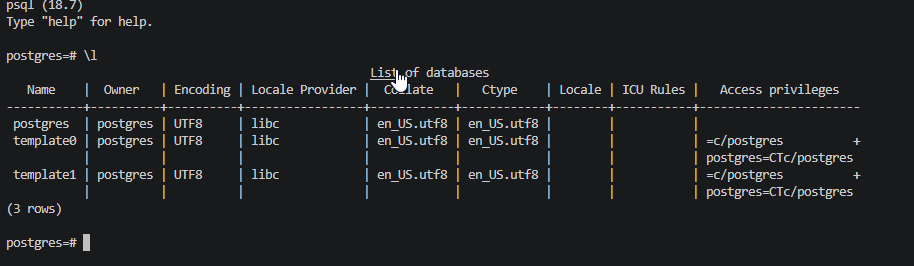 psql (18.7)
Type "help" for help.
postgres=# \l
List of databases
Name | Owner | Encoding | Locale Provider | Collate | Ctype | Locale | ICU Rules | Access privileges
-----------+----------+----------+-----------------+------------+------------+--------+-----------+-----------------------
postgres | postgres | UTF8 | libc | en_US.utf8 | en_US.utf8 | | |
template0 | postgres | UTF8 | libc | en_US.utf8 | en_US.utf8 | | | =c/postgres +
| | | | | | | | postgres=CTc/postgres
template1 | postgres | UTF8 | libc | en_US.utf8 | en_US.utf8 | | | =c/postgres +
| | | | | | | | postgres=CTc/postgres
(3 rows)
postgres=#